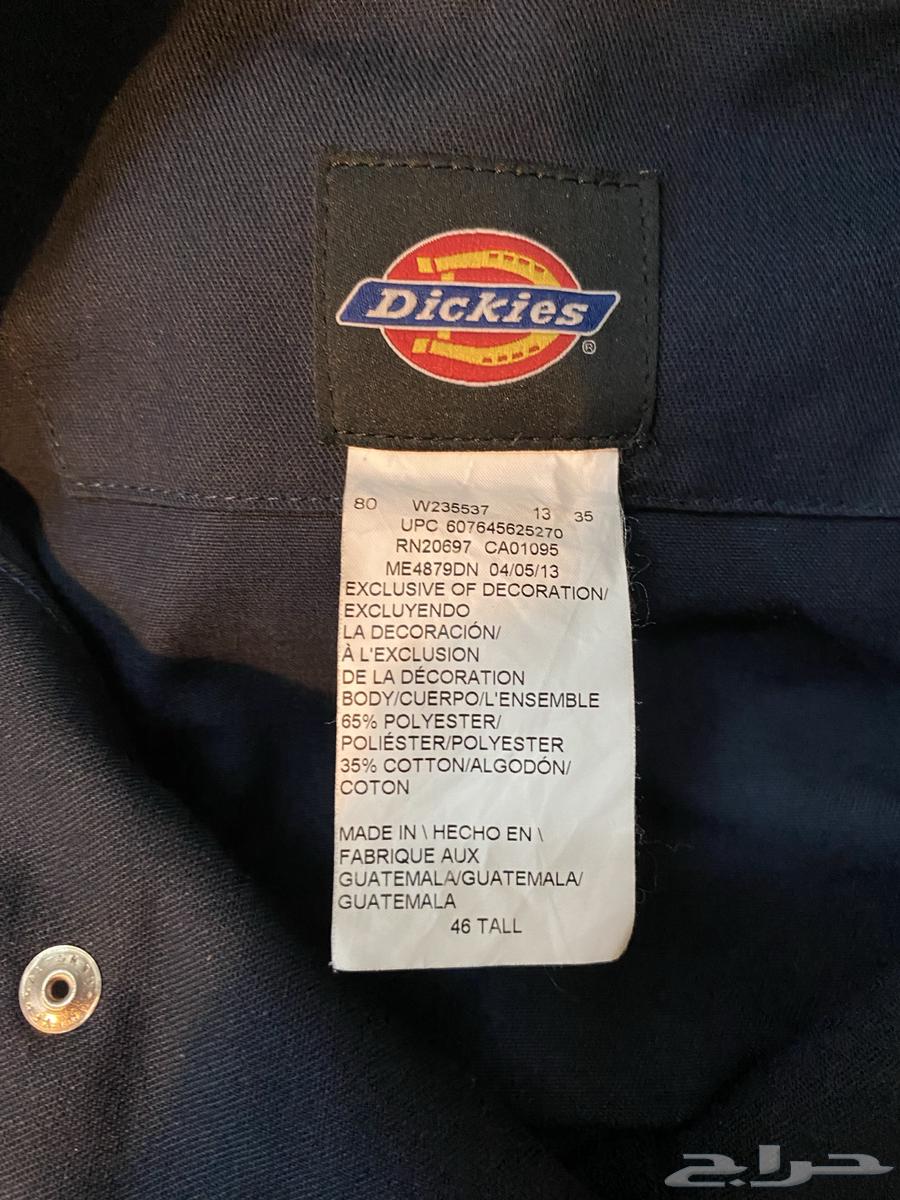 Dickies
®
80 W235537 13 35
UPC 607645625270
RN20697 CA01095
ME4879DN 04/05/13
EXCLUSIVE OF DECORATION/
EXCLUYENDO
LA DECORACIÓN/
À L'EXCLUSION
DE LA DÉCORATION
BODY/CUERPO/L'ENSEMBLE
65% POLYESTER/
POLIÉSTER/POLYESTER
35% COTTON/ALGODÓN/
COTON
MADE IN \ HECHO EN \
FABRIQUE AUX
GUATEMALA/GUATEMALA/
GUATEMALA
46 TALL
حراج